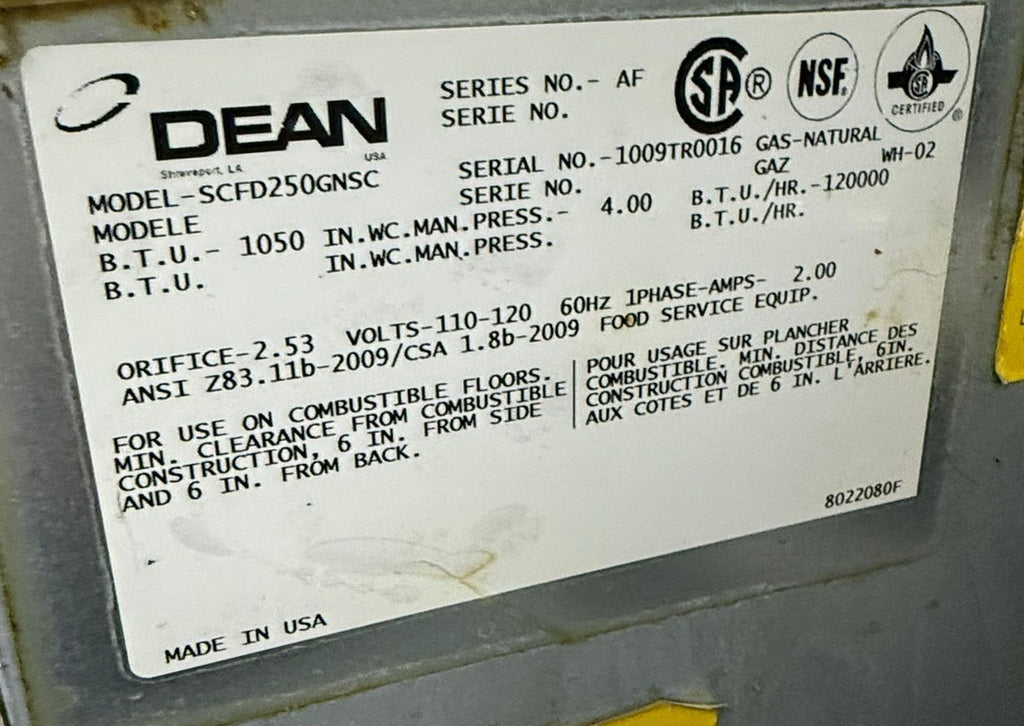 DEAN
Shreveport, LA USA
SERIES NO.- AF
SERIE NO.
SA®
NSF®
SA
CERTIFIED ®
MODEL-SCFD250GNSC
MODELE
SERIAL NO.-1009TR0016
SERIE NO.
GAS-NATURAL
GAZ
WH-02
B.T.U.- 1050 IN.WC.MAN.PRESS.- 4.00 B.T.U./HR.-120000
B.T.U. IN.WC.MAN.PRESS. B.T.U./HR.
ORIFICE-2.53 VOLTS-110-120 60HZ 1PHASE-AMPS- 2.00
ANSI Z83.11b-2009/CSA 1.8b-2009 FOOD SERVICE EQUIP.
FOR USE ON COMBUSTIBLE FLOORS.
MIN. CLEARANCE FROM COMBUSTIBLE
CONSTRUCTION, 6 IN. FROM SIDE
AND 6 IN. FROM BACK.
POUR USAGE SUR PLANCHER
COMBUSTIBLE. MIN. DISTANCE DES
CONSTRUCTION COMBUSTIBLE, 6IN.
AUX COTES ET DE 6 IN. L'ARRIERE.
8022080F
MADE IN USA